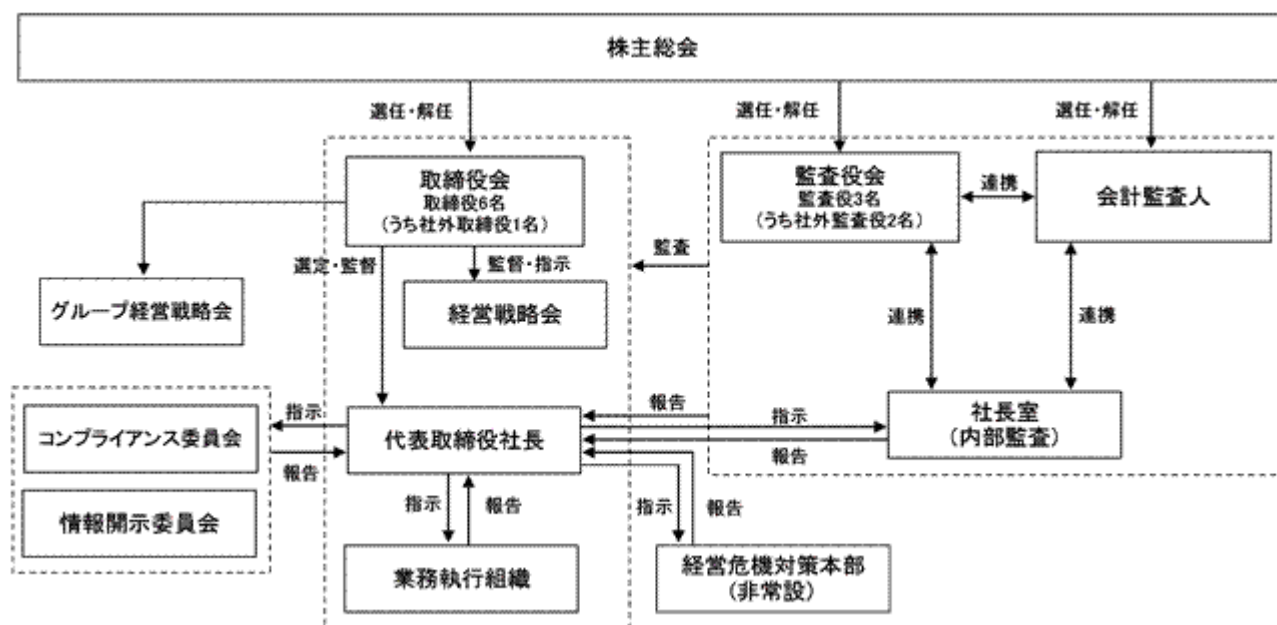 株主総会
選任・解任
選任・解任
選任・解任
取締役会
取締役6名
(うち社外取締役1名)
監査役会
監査役3名
(うち社外監査役2名)
連携
会計監査人
監査
選定・監督
監督・指示
グループ経営戦略会
経営戦略会
連携
連携
コンプライアンス委員会
情報開示委員会
指示
報告
代表取締役社長
報告
指示
報告
社長室
(内部監査)
指示
報告
指示
報告
業務執行組織
経営危機対策本部
(非常設)